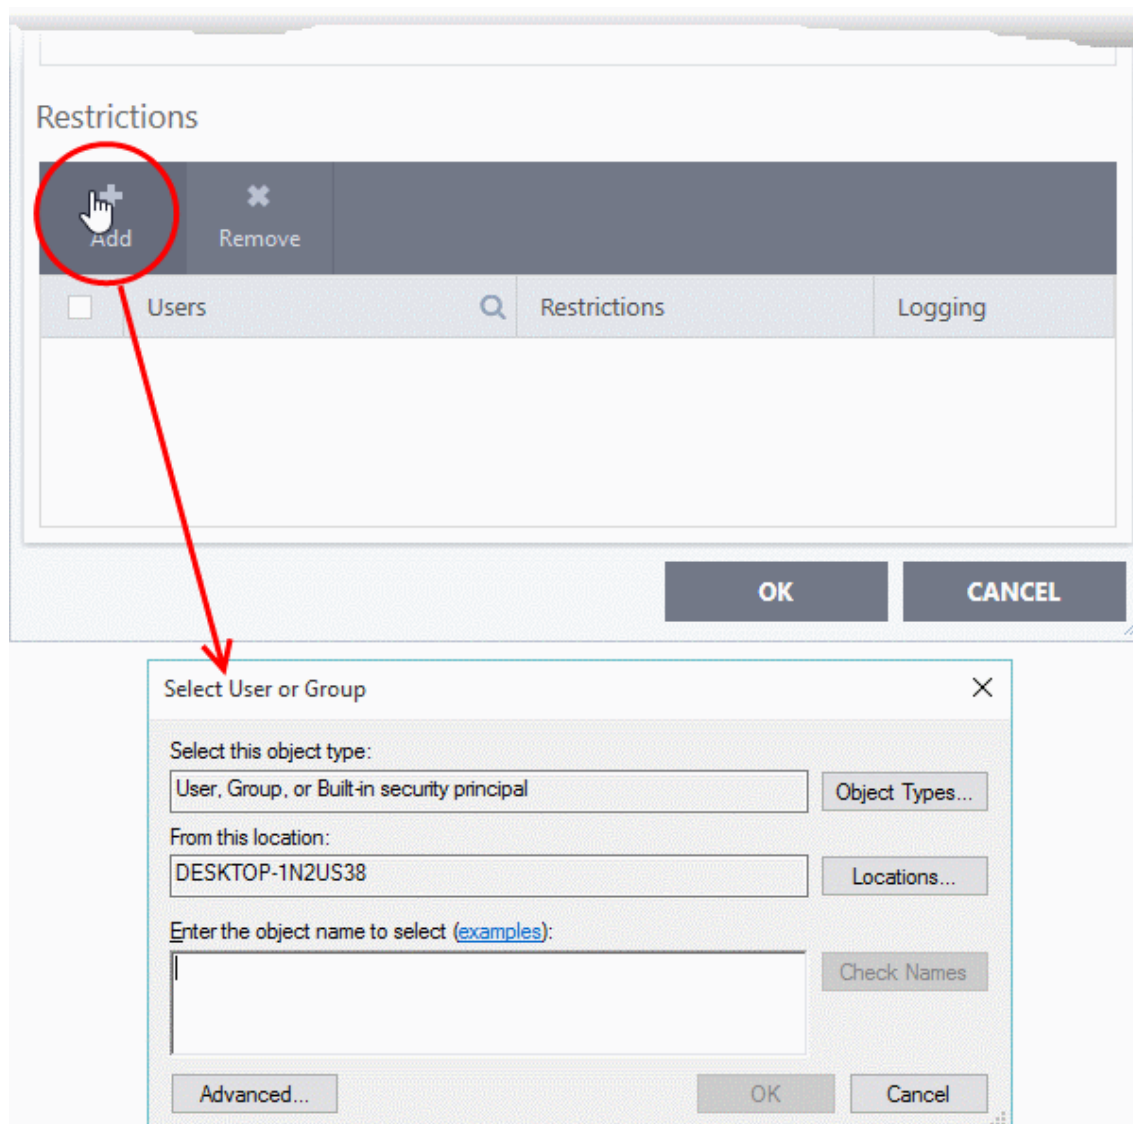 Restrictions
Add Remove
Users Restrictions Logging
OK CANCEL
Select User or Group
Select this object type:
User, Group, or Built-in security principal Object Types...
From this location:
DESKTOP-1N2US38 Locations...
Enter the object name to select (examples):
Check Names
Advanced... OK Cancel